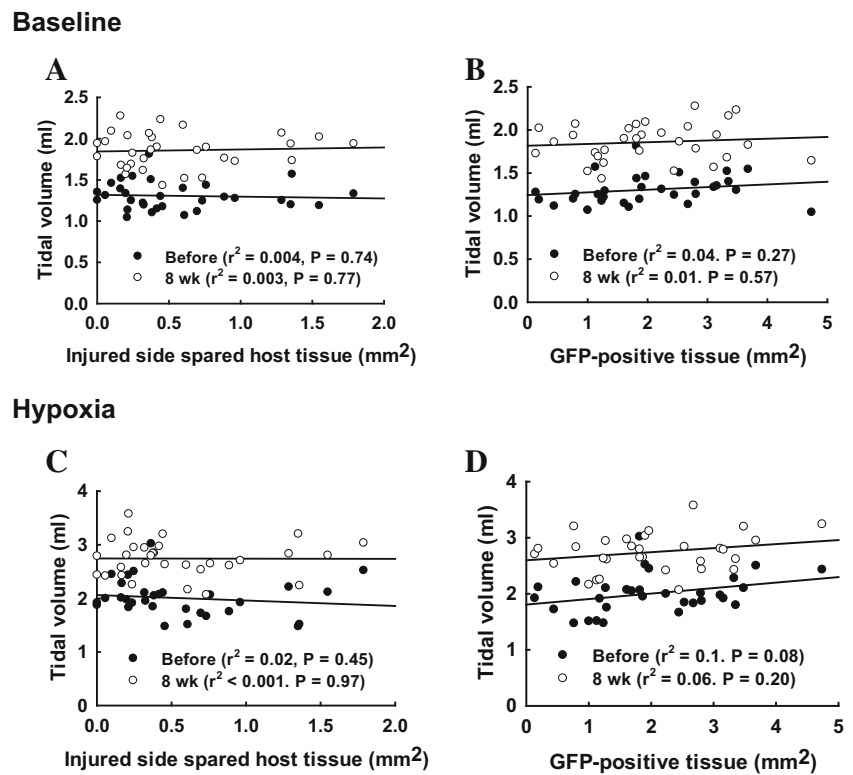 Baseline
A
2.5
2.0
1.5
1.0
0.5
0.0
Tidal volume (ml)
Before (r² = 0.004, P = 0.74)
8 wk (r² = 0.003, P = 0.77)
0.0 0.5 1.0 1.5 2.0
Injured side spared host tissue (mm²)
B
2.5
2.0
1.5
1.0
0.5
0.0
Tidal volume (ml)
Before (r² = 0.04. P = 0.27)
8 wk (r² = 0.01. P = 0.57)
0 1 2 3 4 5
GFP-positive tissue (mm²)
Hypoxia
C
4
3
2
1
0
Tidal volume (ml)
Before (r² = 0.02, P = 0.45)
8 wk (r² < 0.001. P = 0.97)
0.0 0.5 1.0 1.5 2.0
Injured side spared host tissue (mm²)
D
4
3
2
1
0
Tidal volume (ml)
Before (r² = 0.1. P = 0.08)
8 wk (r² = 0.06. P = 0.20)
0 1 2 3 4 5
GFP-positive tissue (mm²)